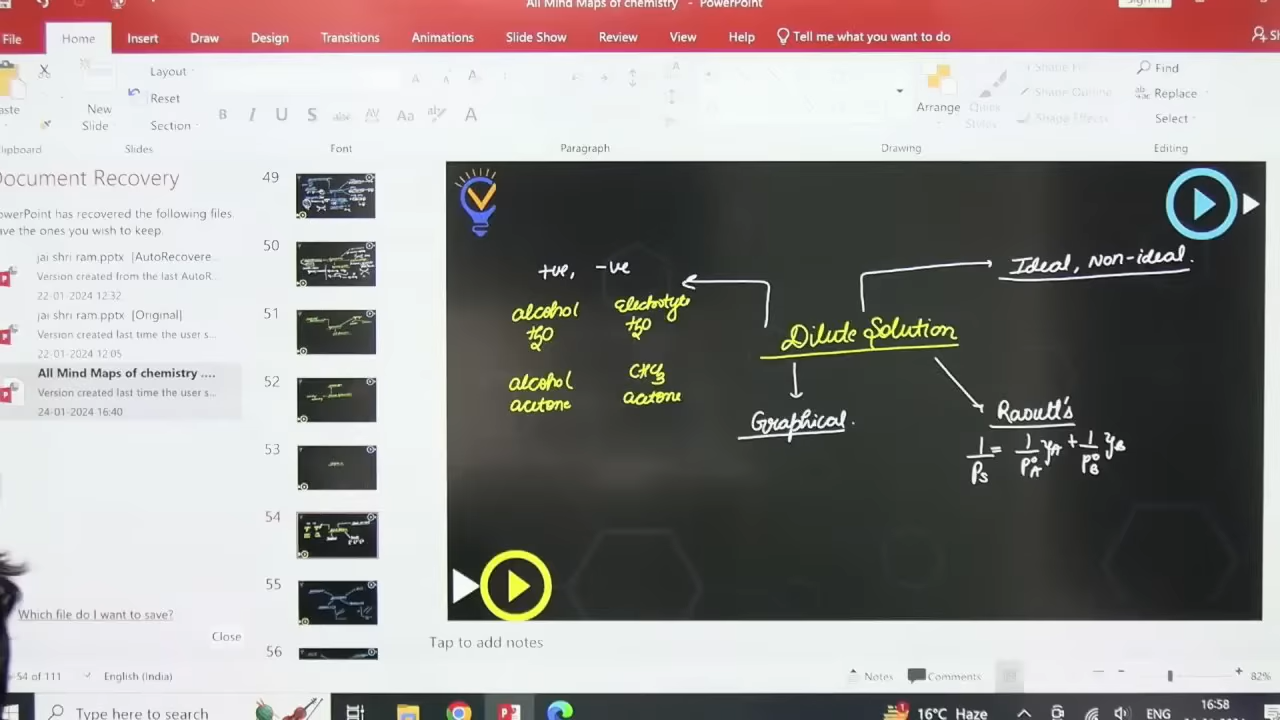 All Mind Maps of chemistry - PowerPoint
File Home Insert Draw Design Transitions Animations Slide Show Review View Help Tell me what you want to do
Layout
Reset
Section
New
Slide
Slides
Font
Paragraph
Arrange
Quick
Styles
Shape Outline
Shape Effects
Drawing
Find
Replace
Select
Editing
Document Recovery
PowerPoint has recovered the following files.
Save the ones you wish to keep.
jai shri ram.pptx [AutoRecovere...
Version created from the last AutoR...
22-01-2024 12:32
jai shri ram.pptx [Original]
Version created last time the user s...
22-01-2024 12:05
All Mind Maps of chemistry ....
Version created last time the user s...
24-01-2024 16:40
Which file do I want to save?
Close
49
50
51
52
53
54
55
56
+ve, -ve
alcohol Electrolyte
H2O H2O
alcohol CHCl3
acetone acetone
Dilute Solution
Ideal, Non-ideal.
Graphical.
Raoult's
1/Ps = 1/P°A yA + 1/P°B yB
Tap to add notes
54 of 111 English (India)
Notes Comments 82%
Type here to search
16°C Haze ENG 16:58